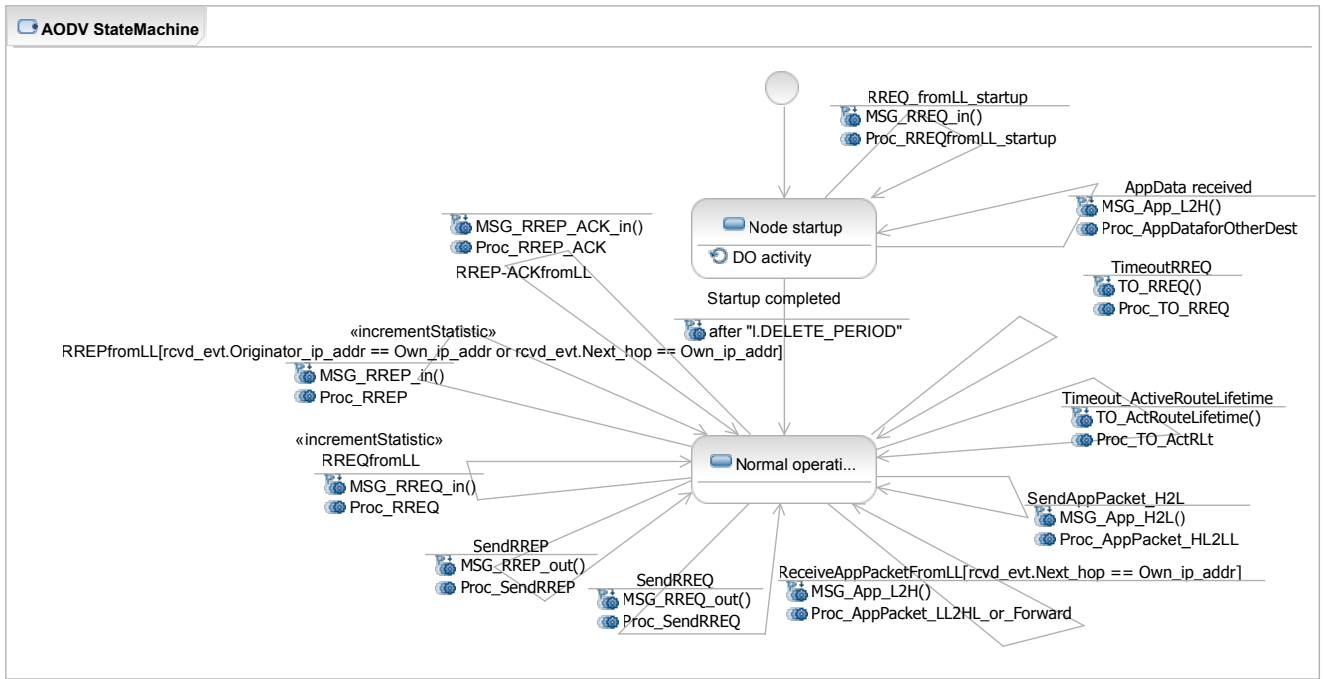 AODV StateMachine
RREQ_fromLL_startup
MSG_RREQ_in()
Proc_RREQfromLL_startup
AppData received
MSG_App_L2H()
Proc_AppDataforOtherDest
Node startup
DO activity
MSG_RREP_ACK_in()
Proc_RREP_ACK
RREP-ACKfromLL
TimeoutRREQ
TO_RREQ()
Proc_TO_RREQ
Startup completed
after "I.DELETE_PERIOD"
«incrementStatistic»
RREPfromLL[rcvd_evt.Originator_ip_addr == Own_ip_addr or rcvd_evt.Next_hop == Own_ip_addr]
MSG_RREP_in()
Proc_RREP
Timeout_ActiveRouteLifetime
TO_ActRouteLifetime()
Proc_TO_ActRLt
«incrementStatistic»
RREQfromLL
MSG_RREQ_in()
Proc_RREQ
Normal operati...
SendAppPacket_H2L
MSG_App_H2L()
Proc_AppPacket_HL2LL
SendRREP
MSG_RREP_out()
Proc_SendRREP
SendRREQ
MSG_RREQ_out()
Proc_SendRREQ
ReceiveAppPacketFromLL[rcvd_evt.Next_hop == Own_ip_addr]
MSG_App_L2H()
Proc_AppPacket_LL2HL_or_Forward